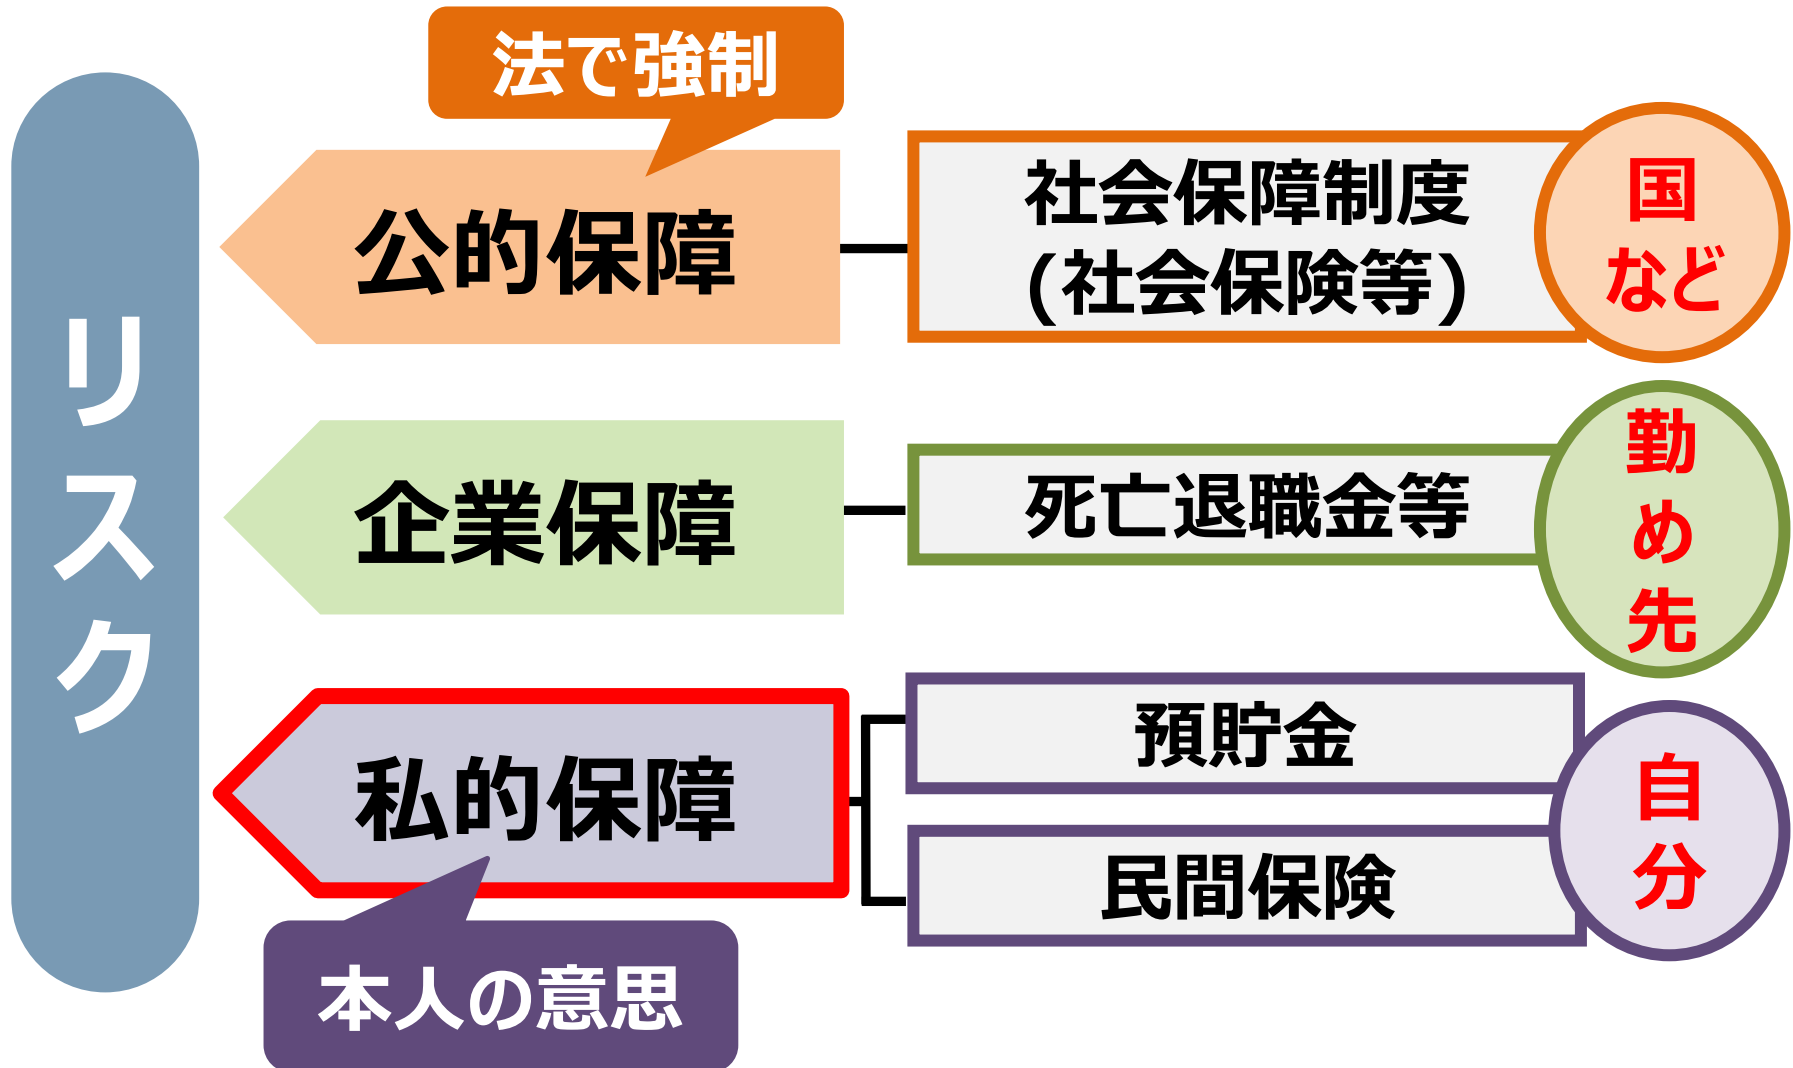 リスク
法で強制
公的保障
社会保障制度
(社会保険等)
国
など
企業保障
死亡退職金等
勤
め
先
私的保障
預貯金
民間保険
自
分
本人の意思